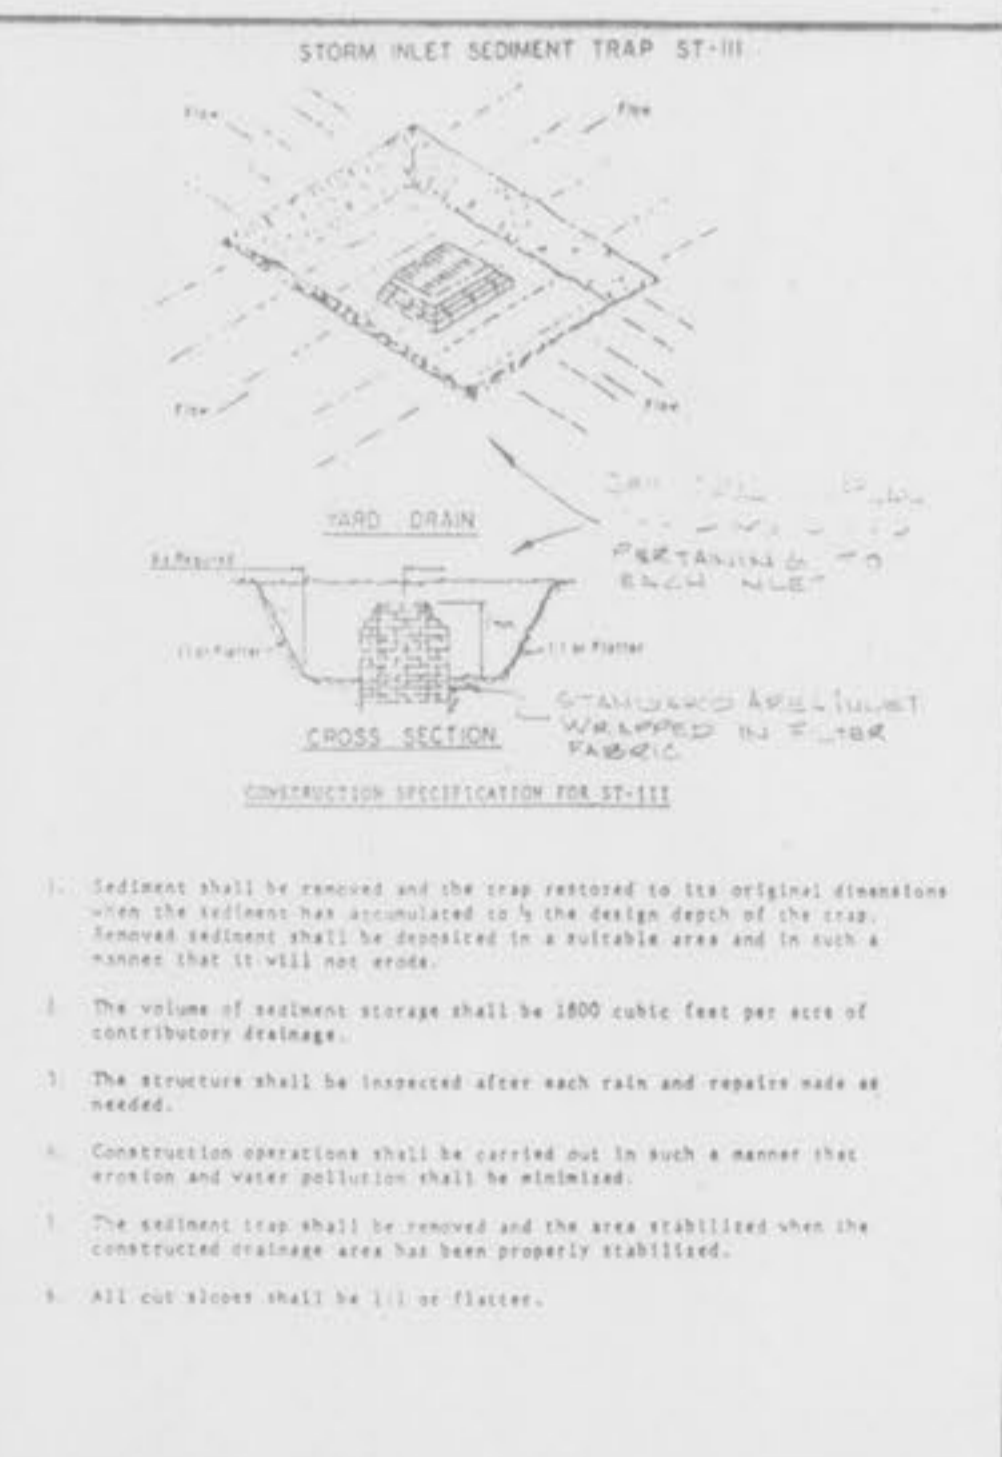 STORM INLET SEDIMENT TRAP ST-III
Flow
Flow
Flow
Flow
YARD DRAIN
As Required
PERTAINING TO
EACH INLET
1:1 or Flatter
1:1 or Flatter
STANDARD AREA INLET
WRAPPED IN FILTER
FABRIC
CROSS SECTION
CONSTRUCTION SPECIFICATION FOR ST-III
1. Sediment shall be removed and the trap restored to its original dimensions
when the sediment has accumulated to ½ the design depth of the trap.
Removed sediment shall be deposited in a suitable area and in such a
manner that it will not erode.
2. The volume of sediment storage shall be 1800 cubic feet per acre of
contributory drainage.
3. The structure shall be inspected after each rain and repairs made as
needed.
4. Construction operations shall be carried out in such a manner that
erosion and water pollution shall be minimized.
5. The sediment trap shall be removed and the area stabilized when the
constructed drainage area has been properly stabilized.
6. All cut slopes shall be 1:1 or flatter.